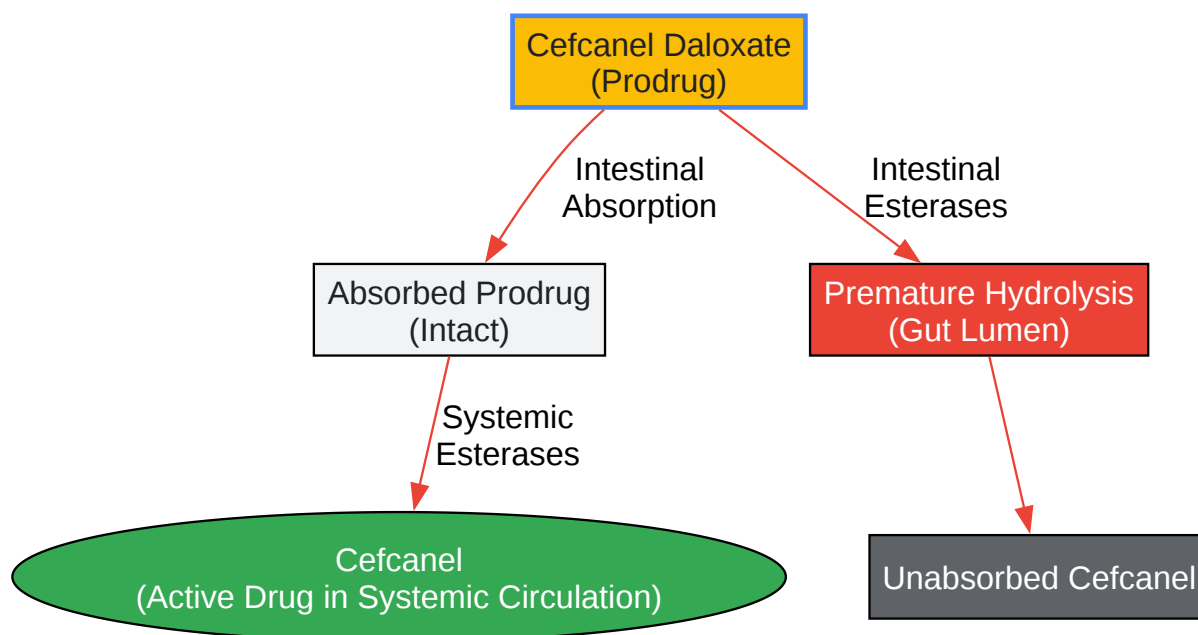 Cefcanel Daloxate
(Prodrug)
Intestinal
Absorption
Intestinal
Esterases
Absorbed Prodrug
(Intact)
Premature Hydrolysis
(Gut Lumen)
Systemic
Esterases
Cefcanel
(Active Drug in Systemic Circulation)
Unabsorbed Cefcanel